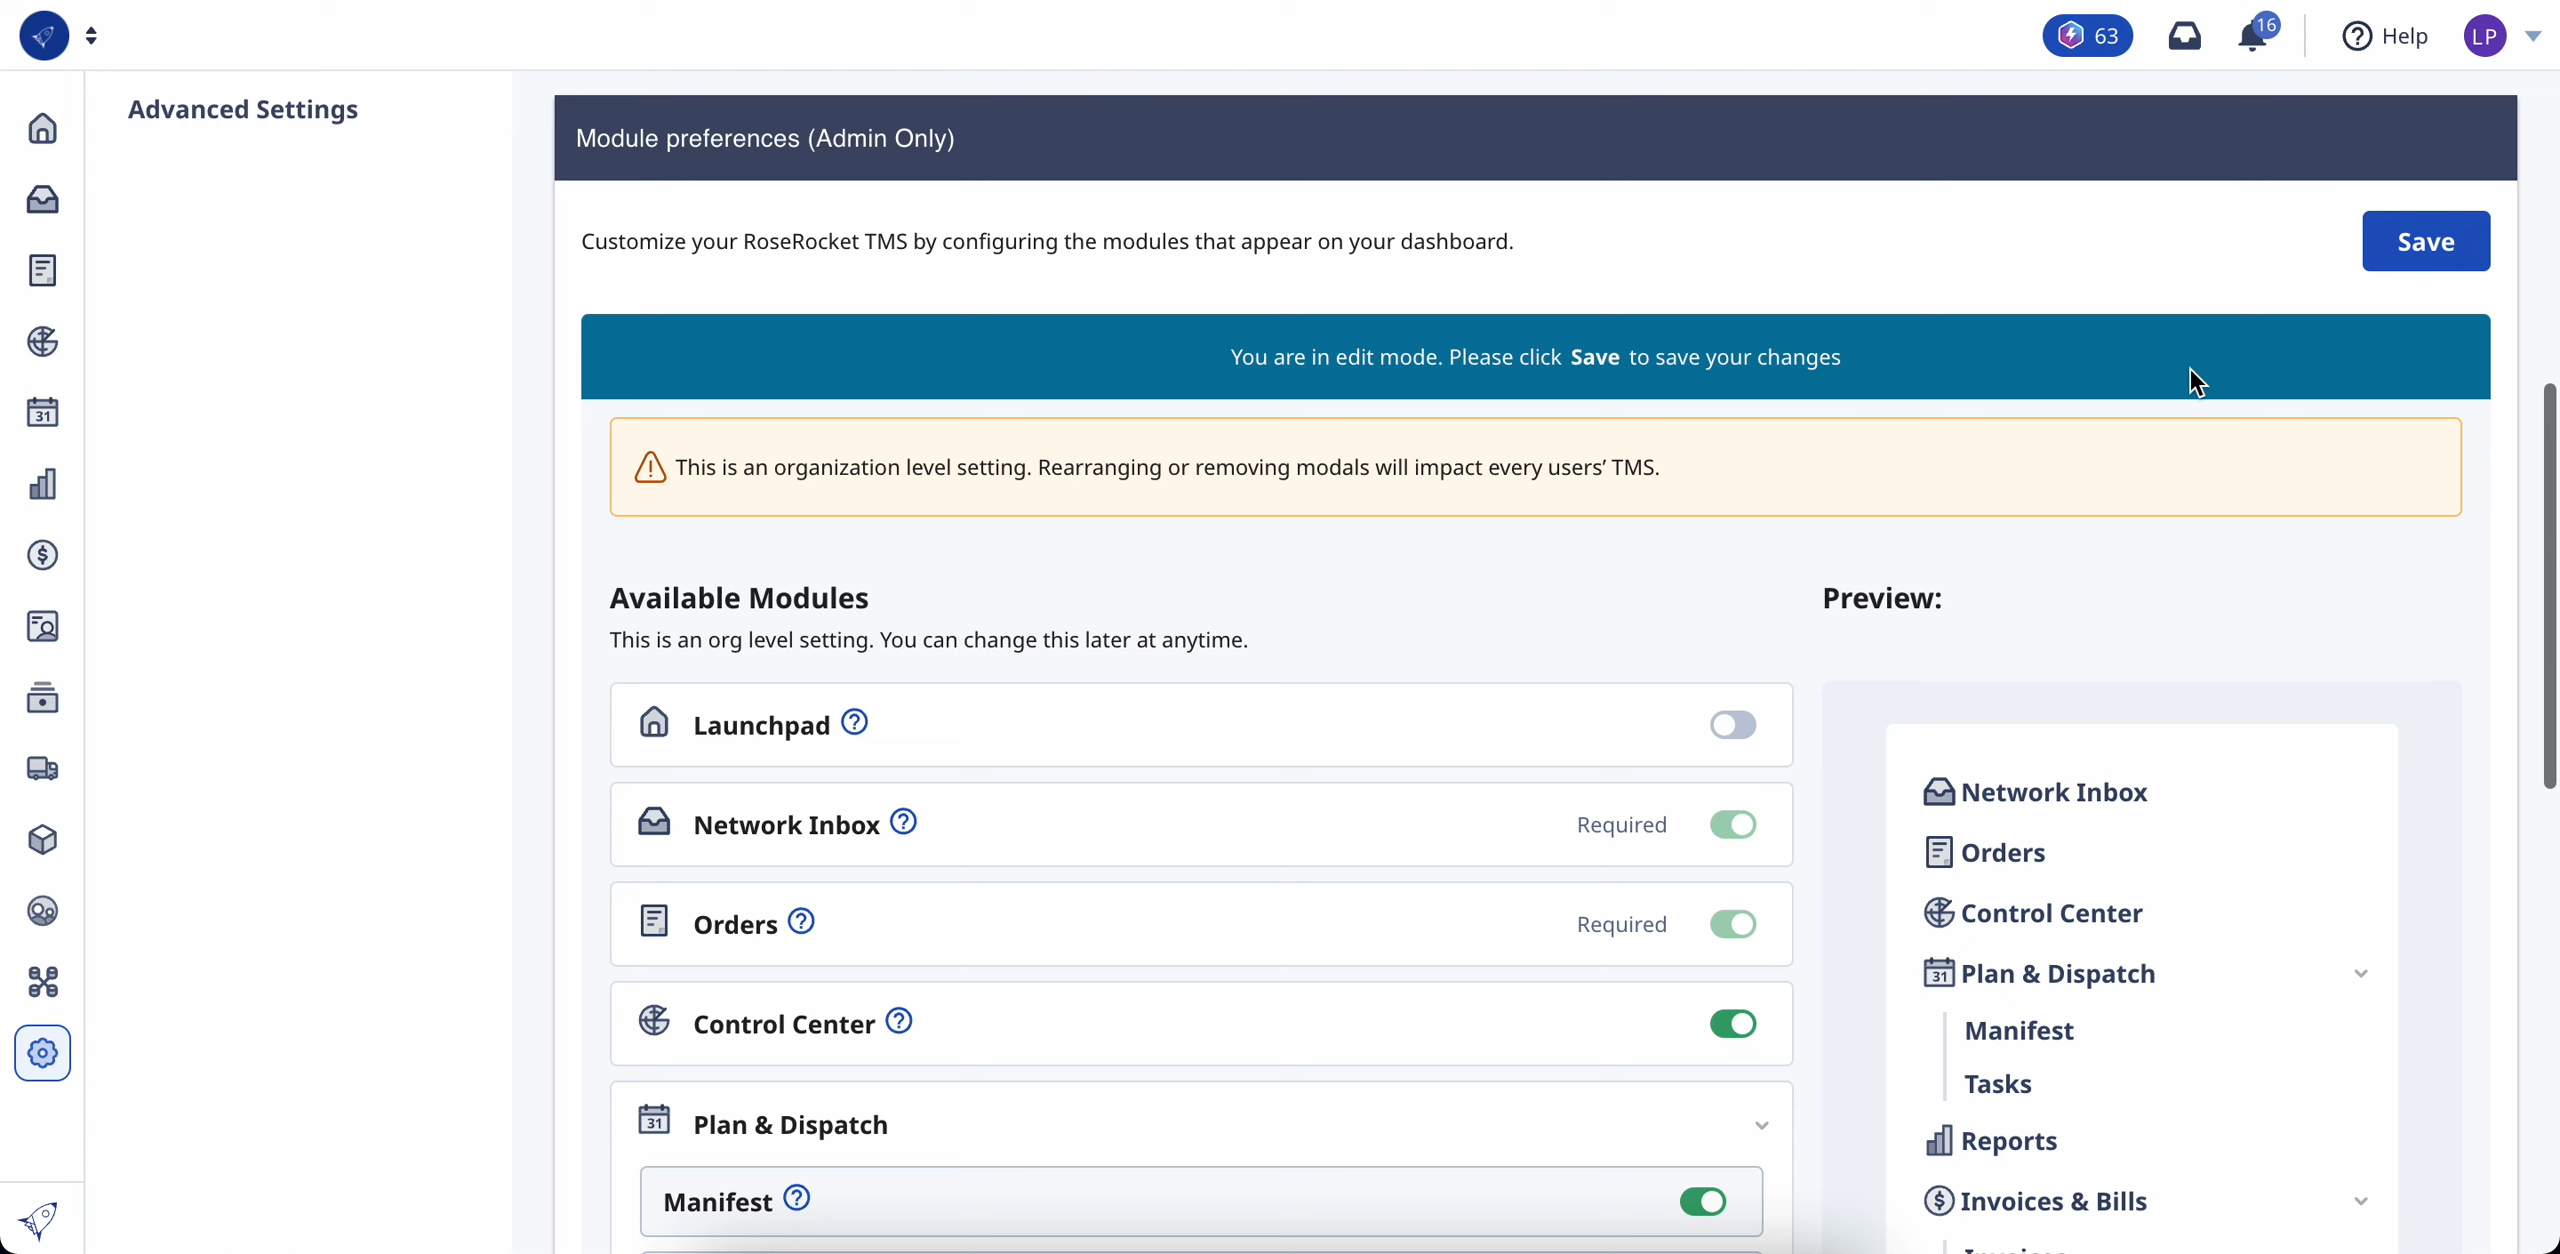 63
16
Help
LP
Advanced Settings
Module preferences (Admin Only)
Customize your RoseRocket TMS by configuring the modules that appear on your dashboard.
Save
You are in edit mode. Please click Save to save your changes
This is an organization level setting. Rearranging or removing modals will impact every users’ TMS.
Available Modules
This is an org level setting. You can change this later at anytime.
Launchpad
Network Inbox
Required
Orders
Required
Control Center
31
Plan & Dispatch
Manifest
Preview:
Network Inbox
Orders
Control Center
31
Plan & Dispatch
Manifest
Tasks
Reports
Invoices & Bills
31